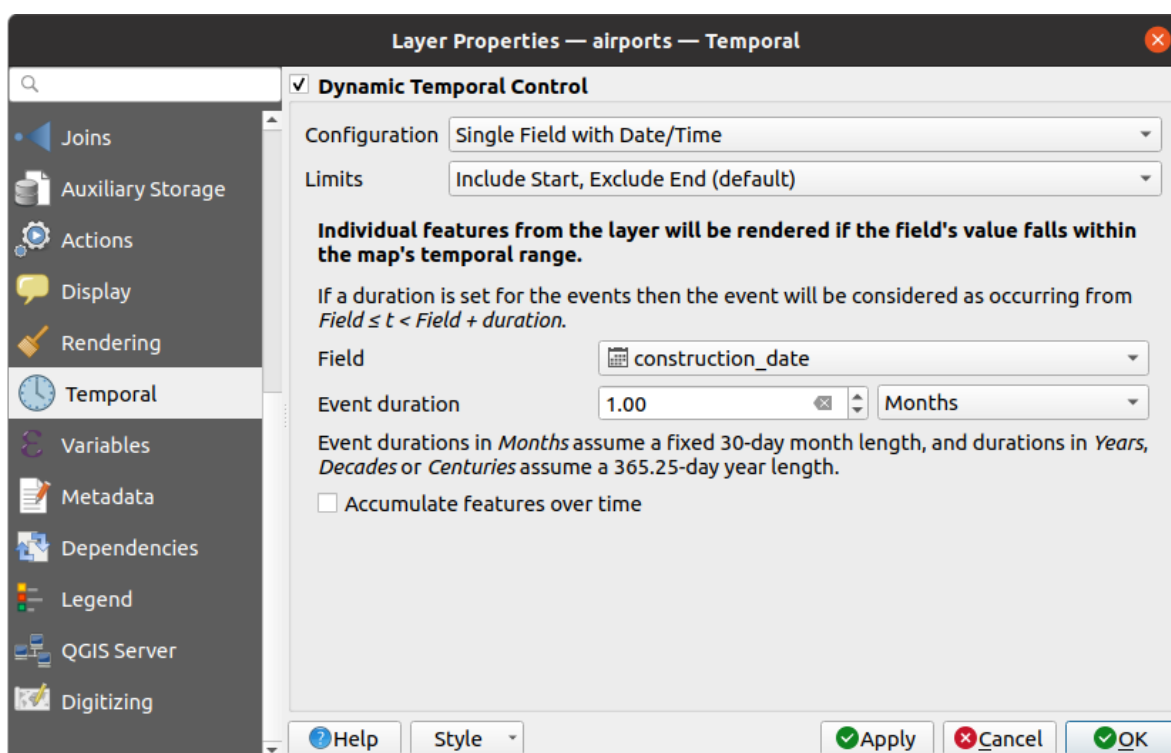 Layer Properties — airports — Temporal
Joins
Auxiliary Storage
Actions
Display
Rendering
Temporal
Variables
Metadata
Dependencies
Legend
QGIS Server
Digitizing
Dynamic Temporal Control
Configuration Single Field with Date/Time
Limits Include Start, Exclude End (default)
Individual features from the layer will be rendered if the field's value falls within
the map's temporal range.
If a duration is set for the events then the event will be considered as occurring from
Field ≤ t < Field + duration.
Field construction_date
Event duration 1.00 Months
Event durations in Months assume a fixed 30-day month length, and durations in Years,
Decades or Centuries assume a 365.25-day year length.
Accumulate features over time
Help Style Apply Cancel OK